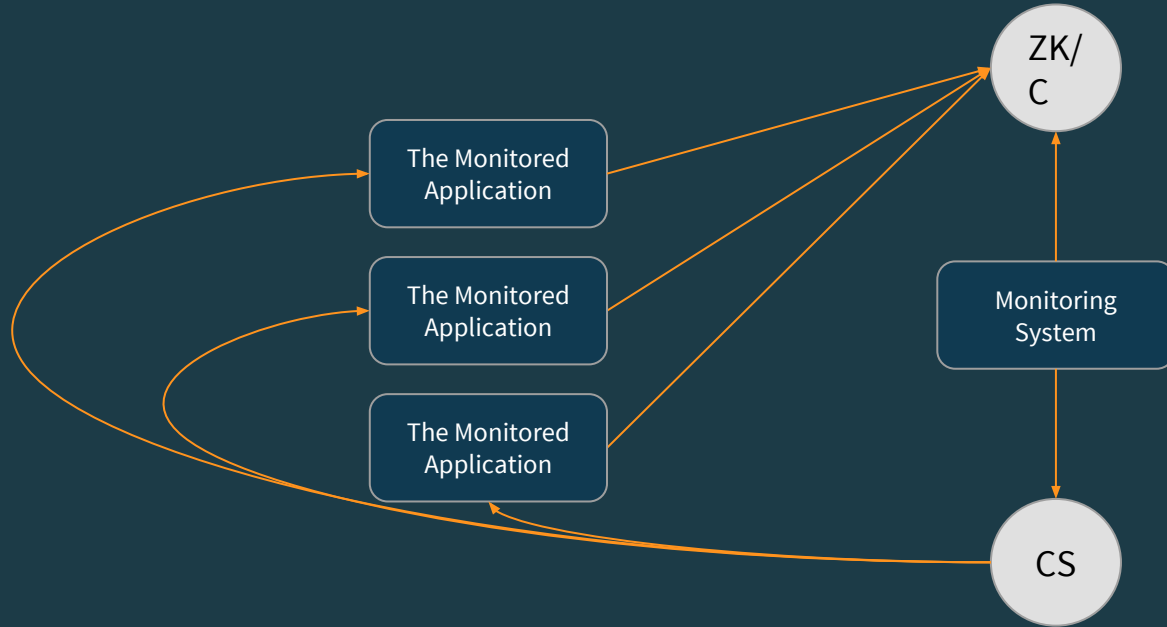 ZK/
C
The Monitored
Application
The Monitored
Application
Monitoring
System
The Monitored
Application
CS